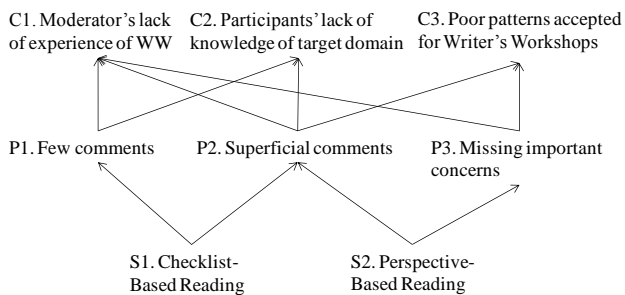 C1. Moderator's lack
of experience of WW
C2. Participants' lack of
knowledge of target domain
C3. Poor patterns accepted
for Writer's Workshops
P1. Few comments
P2. Superficial comments
P3. Missing important
concerns
S1. Checklist-
Based Reading
S2. Perspective-
Based Reading